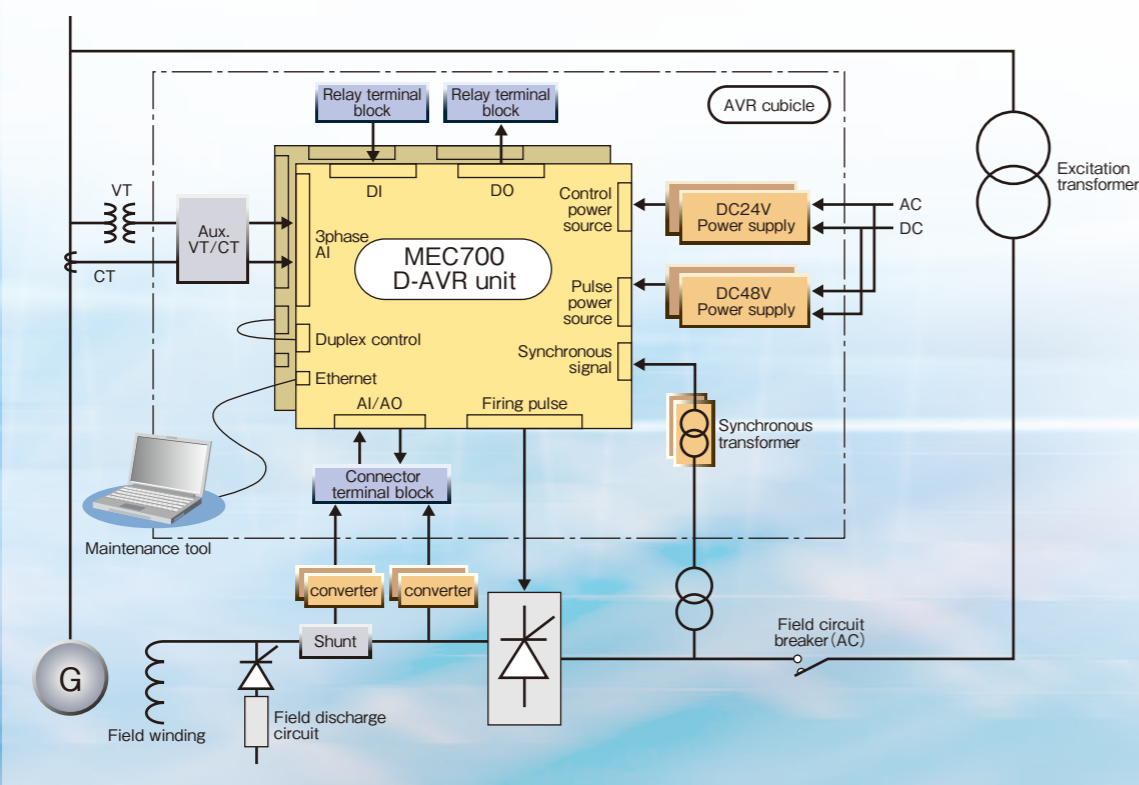 Relay terminal
block
Relay terminal
block
AVR cubicle
Excitation
transformer
VT
CT
Aux.
VT/CT
DI
DO
3phase
AI
MEC700
D-AVR unit
Control
power
source
DC24V
Power supply
AC
DC
Pulse
power
source
DC48V
Power supply
Duplex control
Synchronous
signal
Ethernet
AI/AO
Firing pulse
Synchronous
transformer
Connector
terminal block
Maintenance tool
converter
converter
Shunt
Field circuit
breaker(AC)
G
Field winding
Field discharge
circuit